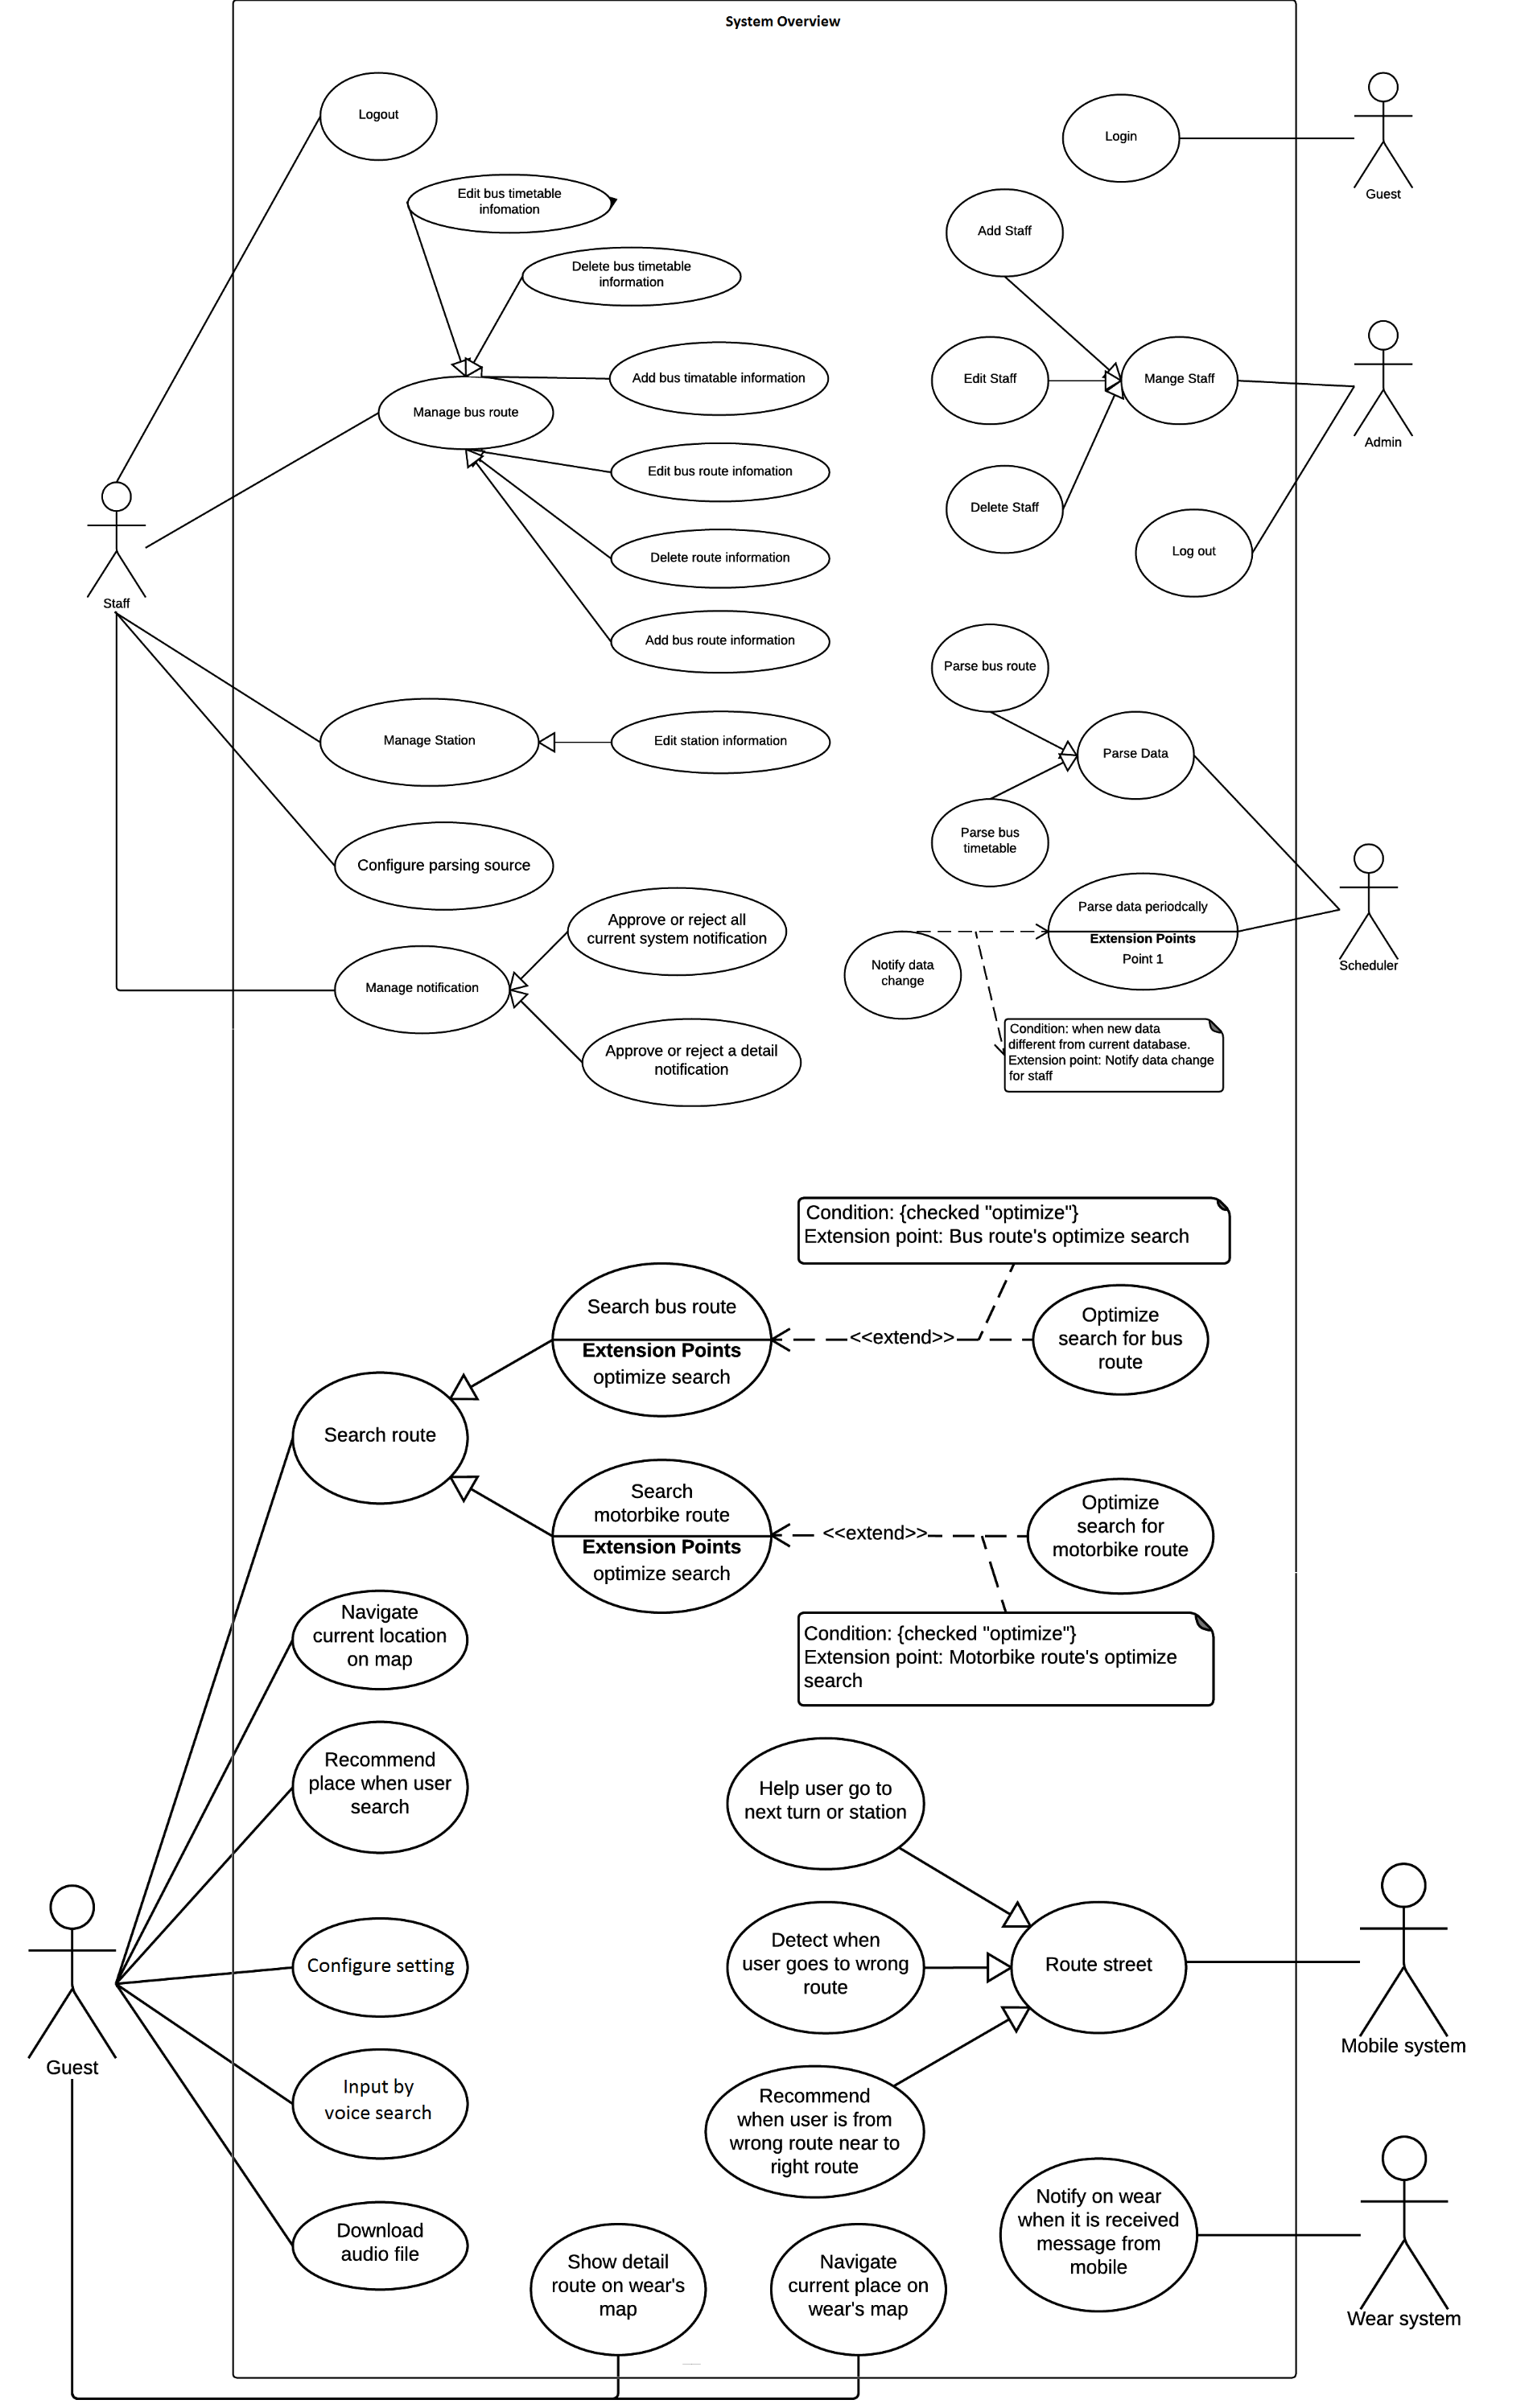 System Overview
Logout
Login
Guest
Edit bus timetable
infomation
Add Staff
Delete bus timetable
information
Add bus timatable information
Edit Staff
Mange Staff
Manage bus route
Admin
Edit bus route infomation
Delete Staff
Log out
Delete route information
Staff
Add bus route information
Parse bus route
Manage Station
Edit station information
Parse Data
Parse bus
timetable
Configure parsing source
Parse data periodcally
Extension Points
Point 1
Approve or reject all
current system notification
Notify data
change
Scheduler
Manage notification
Condition: when new data
different from current database.
Extension point: Notify data change
for staff
Approve or reject a detail
notification
Condition: {checked "optimize"}
Extension point: Bus route's optimize search
Search bus route
Extension Points
optimize search
<<extend>>
Optimize
search for bus
route
Search route
Search
motorbike route
Extension Points
optimize search
<<extend>>
Optimize
search for
motorbike route
Navigate
current location
on map
Condition: {checked "optimize"}
Extension point: Motorbike route's optimize
search
Recommend
place when user
search
Help user go to
next turn or station
Configure setting
Detect when
user goes to wrong
route
Route street
Mobile system
Guest
Input by
voice search
Recommend
when user is from
wrong route near to
right route
Notify on wear
when it is received
message from
mobile
Download
audio file
Show detail
route on wear's
map
Navigate
current place on
wear's map
Wear system